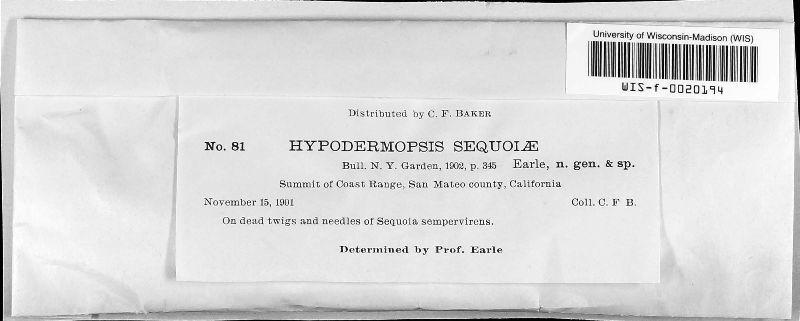 University of Wisconsin-Madison (WIS)
WIS-f-0020194
Distributed by C. F. BAKER
No. 81 HYPODERMOPSIS SEQUOIÆ
Bull. N. Y. Garden, 1902, p. 345 Earle, n. gen. & sp.
Summit of Coast Range, San Mateo county, California
November 15, 1901 Coll. C. F B.
On dead twigs and needles of Sequoia sempervirens.
Determined by Prof. Earle